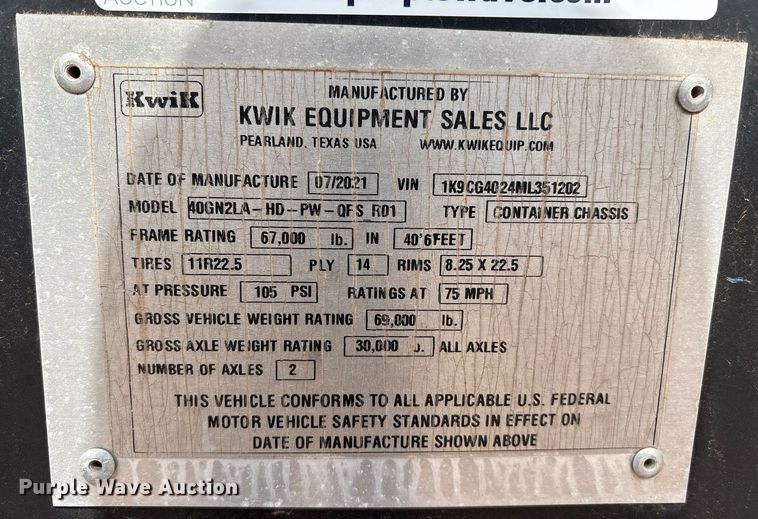 AUCTION
KwiK
MANUFACTURED BY
KWIK EQUIPMENT SALES LLC
PEARLAND, TEXAS USA WWW.KWIKEQUIP.COM
DATE OF MANUFACTURE 07/2021 VIN 1K9CG4024ML351202
MODEL 40GN2LA-HD-PW-QFS_R01 TYPE CONTAINER CHASSIS
FRAME RATING 67,000 lb. IN 40'6FEET
TIRES 11R22.5 PLY 14 RIMS 8.25 X 22.5
AT PRESSURE 105 PSI RATINGS AT 75 MPH
GROSS VEHICLE WEIGHT RATING 69,000 lb.
GROSS AXLE WEIGHT RATING 30,000 ALL AXLES
NUMBER OF AXLES 2
THIS VEHICLE CONFORMS TO ALL APPLICABLE U.S. FEDERAL
MOTOR VEHICLE SAFETY STANDARDS IN EFFECT ON
DATE OF MANUFACTURE SHOWN ABOVE
Purple Wave Auction